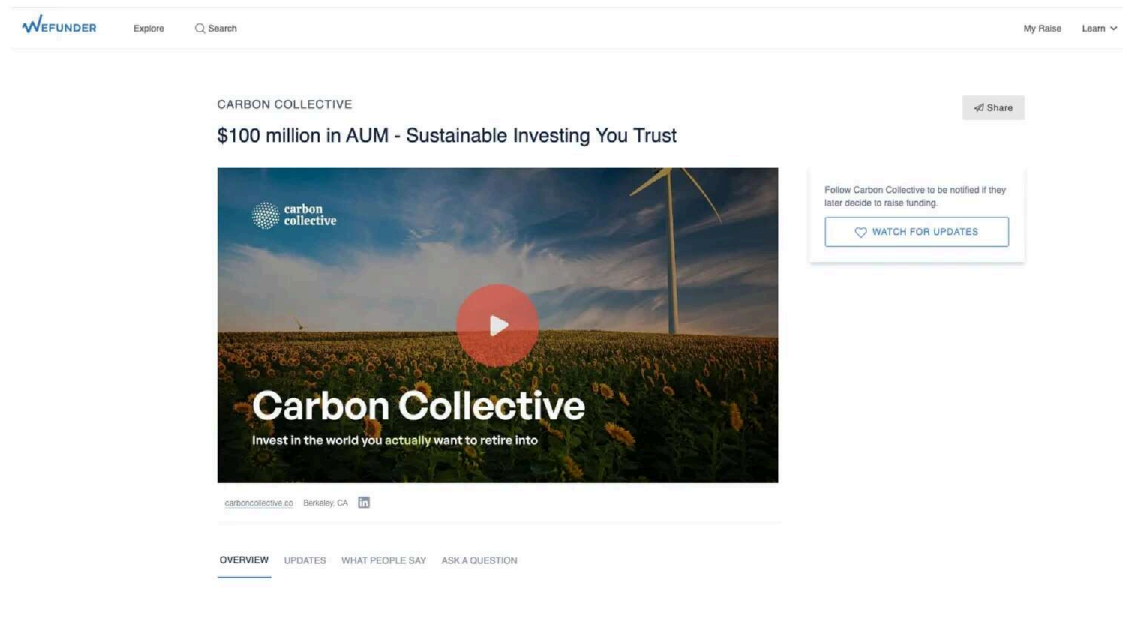 WEFUNDER
Explore
Search
My Raise
Learn
CARBON COLLECTIVE
Share
$100 million in AUM - Sustainable Investing You Trust
carbon
collective
Carbon Collective
Invest in the world you actually want to retire into
Follow Carbon Collective to be notified if they
later decide to raise funding.
WATCH FOR UPDATES
carboncollective.co Berkeley, CA in
OVERVIEW UPDATES WHAT PEOPLE SAY ASK A QUESTION